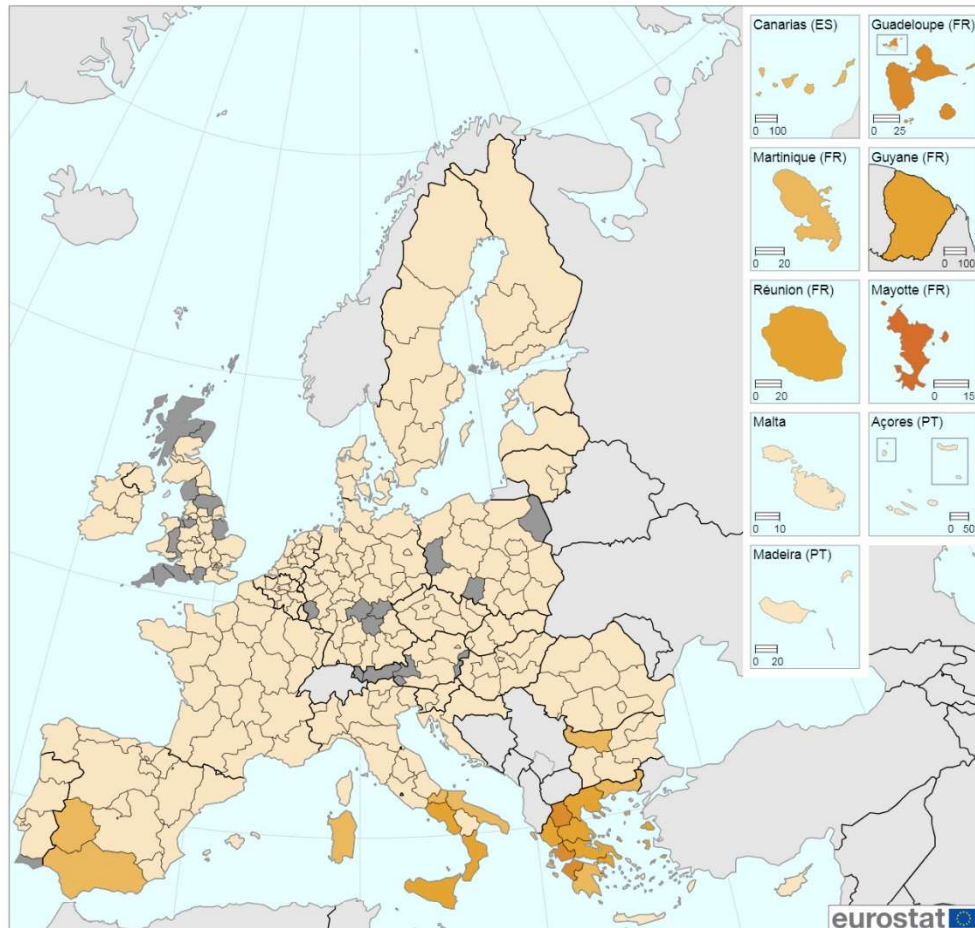 Canarias (ES)
0 100
Guadeloupe (FR)
0 25
Martinique (FR)
0 20
Guyane (FR)
0 100
Réunion (FR)
0 20
Mayotte (FR)
0 15
Malta
0 10
Açores (PT)
0 50
Madeira (PT)
0 20
eurostat